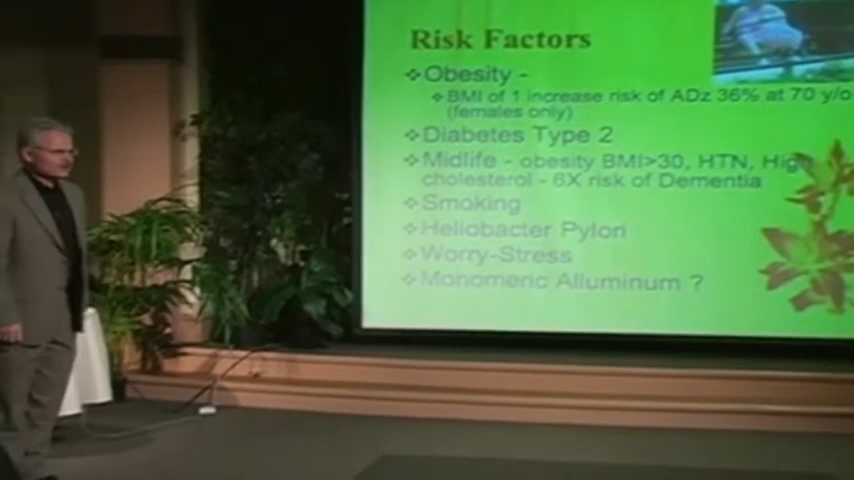 Risk Factors
Obesity -
BMI of 1 increase risk of ADz 36% at 70 y/o
(females only)
Diabetes Type 2
Midlife - obesity BMI>30, HTN, High
cholesterol - 6X risk of Dementia
Smoking
Heliobacter Pylori
Worry-Stress
Monomeric Alluminum ?